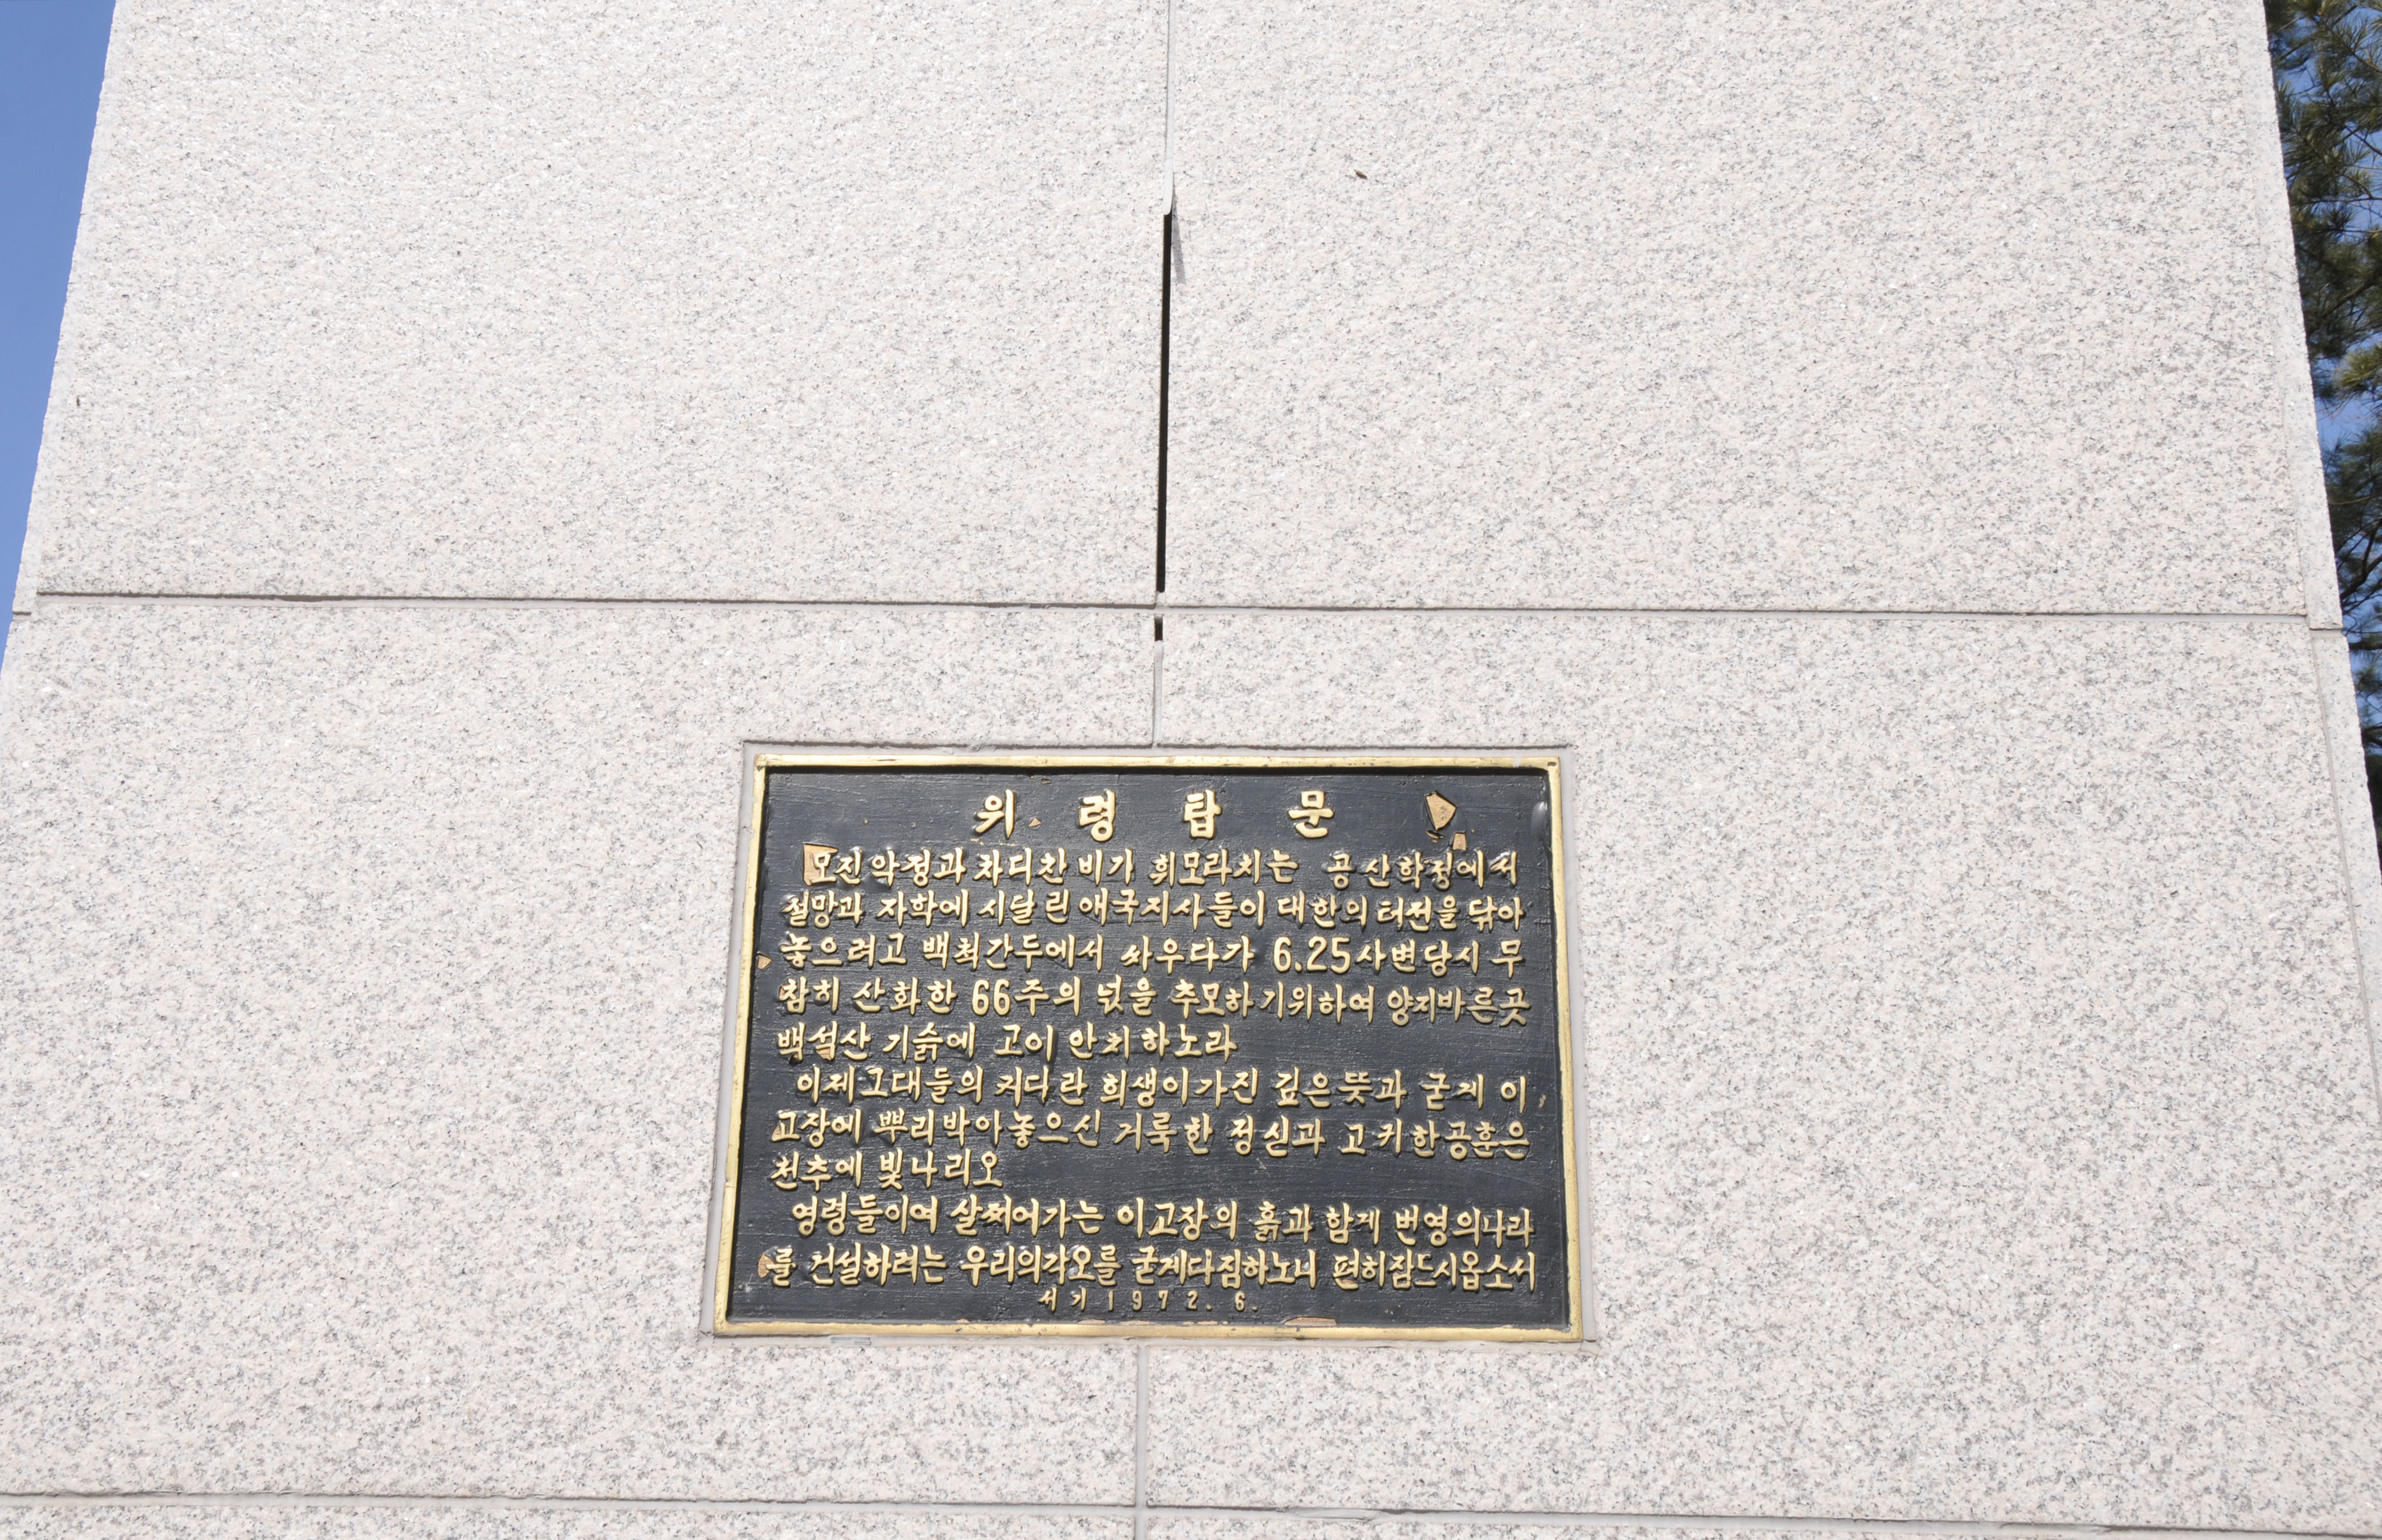 위 령 탑 문
모진 악정과 차디찬 비가 휘모라치는 공산학정에서
절망과 자학에 시달린 애국지사들이 대한의 터전을 닦아
놓으려고 백최간두에서 싸우다가 6.25사변당시 무
참히 산화한 66주의 넋을 추모하기위하여 양지바른곳
백설산 기슭에 고이 안치하노라
이제 그대들의 커다란 희생이가진 깊은뜻과 굳게 이
고장에 뿌리박아놓으신 거룩한 정신과 고키한공훈은
천추에 빛나리오
영령들이여 살쩌어가는 이고장의 흙과 함게 번영의나라
를 건설하려는 우리의각오를 굳게다짐하노니 편히잠드시옵소서
서기 1972. 6.